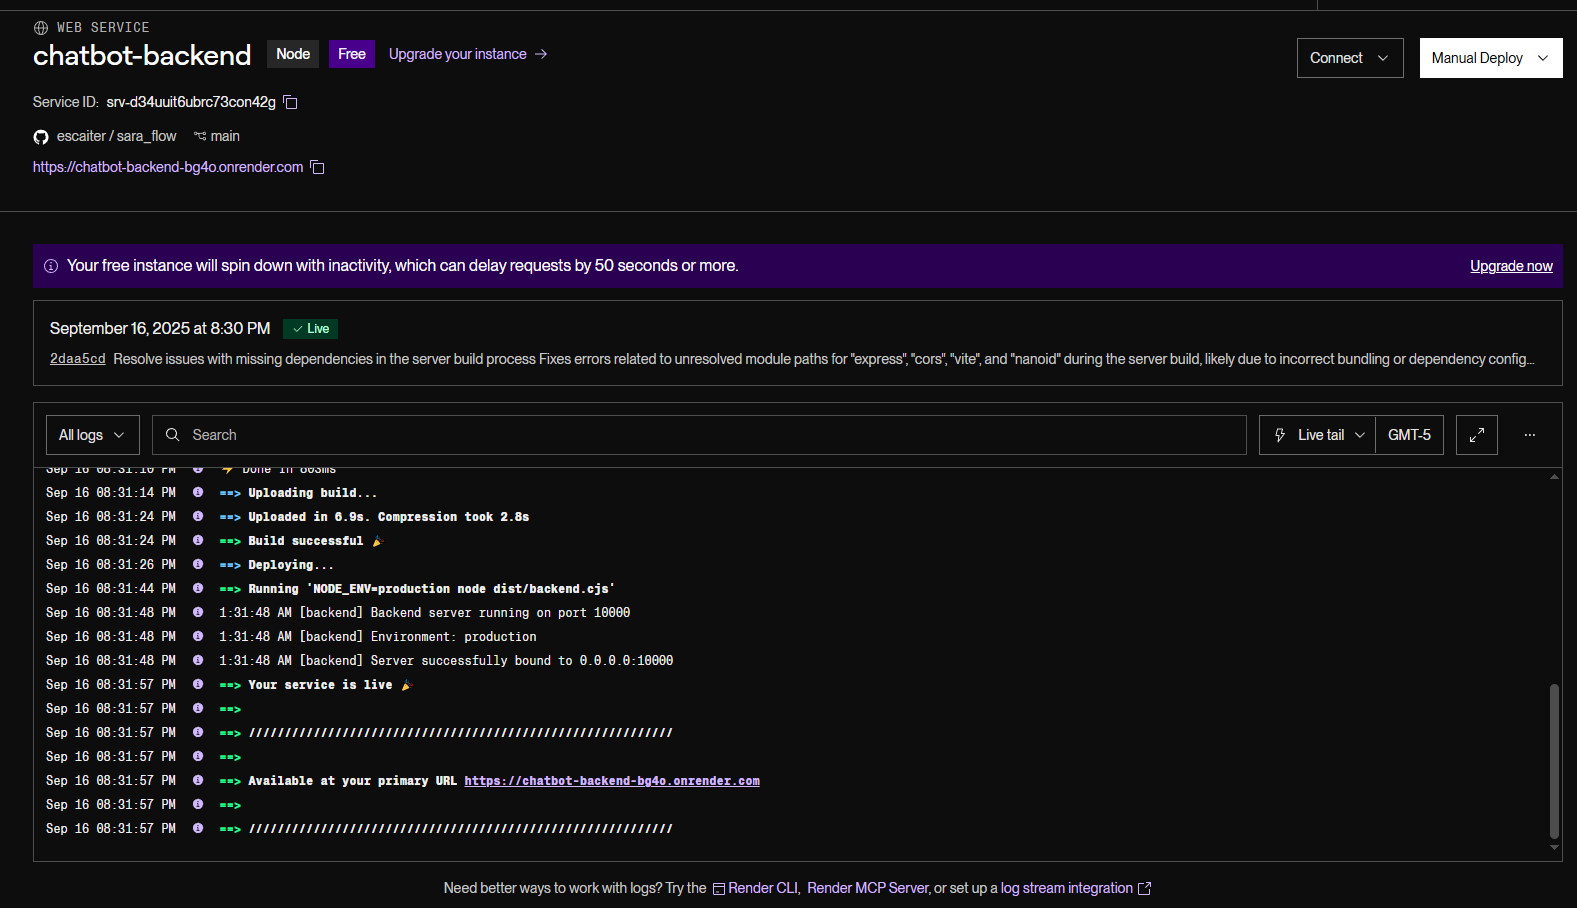 WEB SERVICE
chatbot-backend Node Free Upgrade your instance →
Connect Manual Deploy
Service ID: srv-d34uuit6ubrc73con42g
escaiter / sara_flow main
https://chatbot-backend-bg4o.onrender.com
Your free instance will spin down with inactivity, which can delay requests by 50 seconds or more. Upgrade now
September 16, 2025 at 8:30 PM Live
2daa5cd Resolve issues with missing dependencies in the server build process Fixes errors related to unresolved module paths for "express", "cors", "vite", and "nanoid" during the server build, likely due to incorrect bundling or dependency config...
All logs Search Live tail GMT-5 ...
Sep 16 08:31:10 PM ⚡ Done in 803ms
Sep 16 08:31:14 PM ==> Uploading build...
Sep 16 08:31:24 PM ==> Uploaded in 6.9s. Compression took 2.8s
Sep 16 08:31:24 PM ==> Build successful 🎉
Sep 16 08:31:26 PM ==> Deploying...
Sep 16 08:31:44 PM ==> Running 'NODE_ENV=production node dist/backend.cjs'
Sep 16 08:31:48 PM 1:31:48 AM [backend] Backend server running on port 10000
Sep 16 08:31:48 PM 1:31:48 AM [backend] Environment: production
Sep 16 08:31:48 PM 1:31:48 AM [backend] Server successfully bound to 0.0.0.0:10000
Sep 16 08:31:57 PM ==> Your service is live 🎉
Sep 16 08:31:57 PM ==>
Sep 16 08:31:57 PM ==> ///////////////////////////////////////////////////////////
Sep 16 08:31:57 PM ==>
Sep 16 08:31:57 PM ==> Available at your primary URL https://chatbot-backend-bg4o.onrender.com
Sep 16 08:31:57 PM ==>
Sep 16 08:31:57 PM ==> ///////////////////////////////////////////////////////////
Need better ways to work with logs? Try the Render CLI, Render MCP Server, or set up a log stream integration